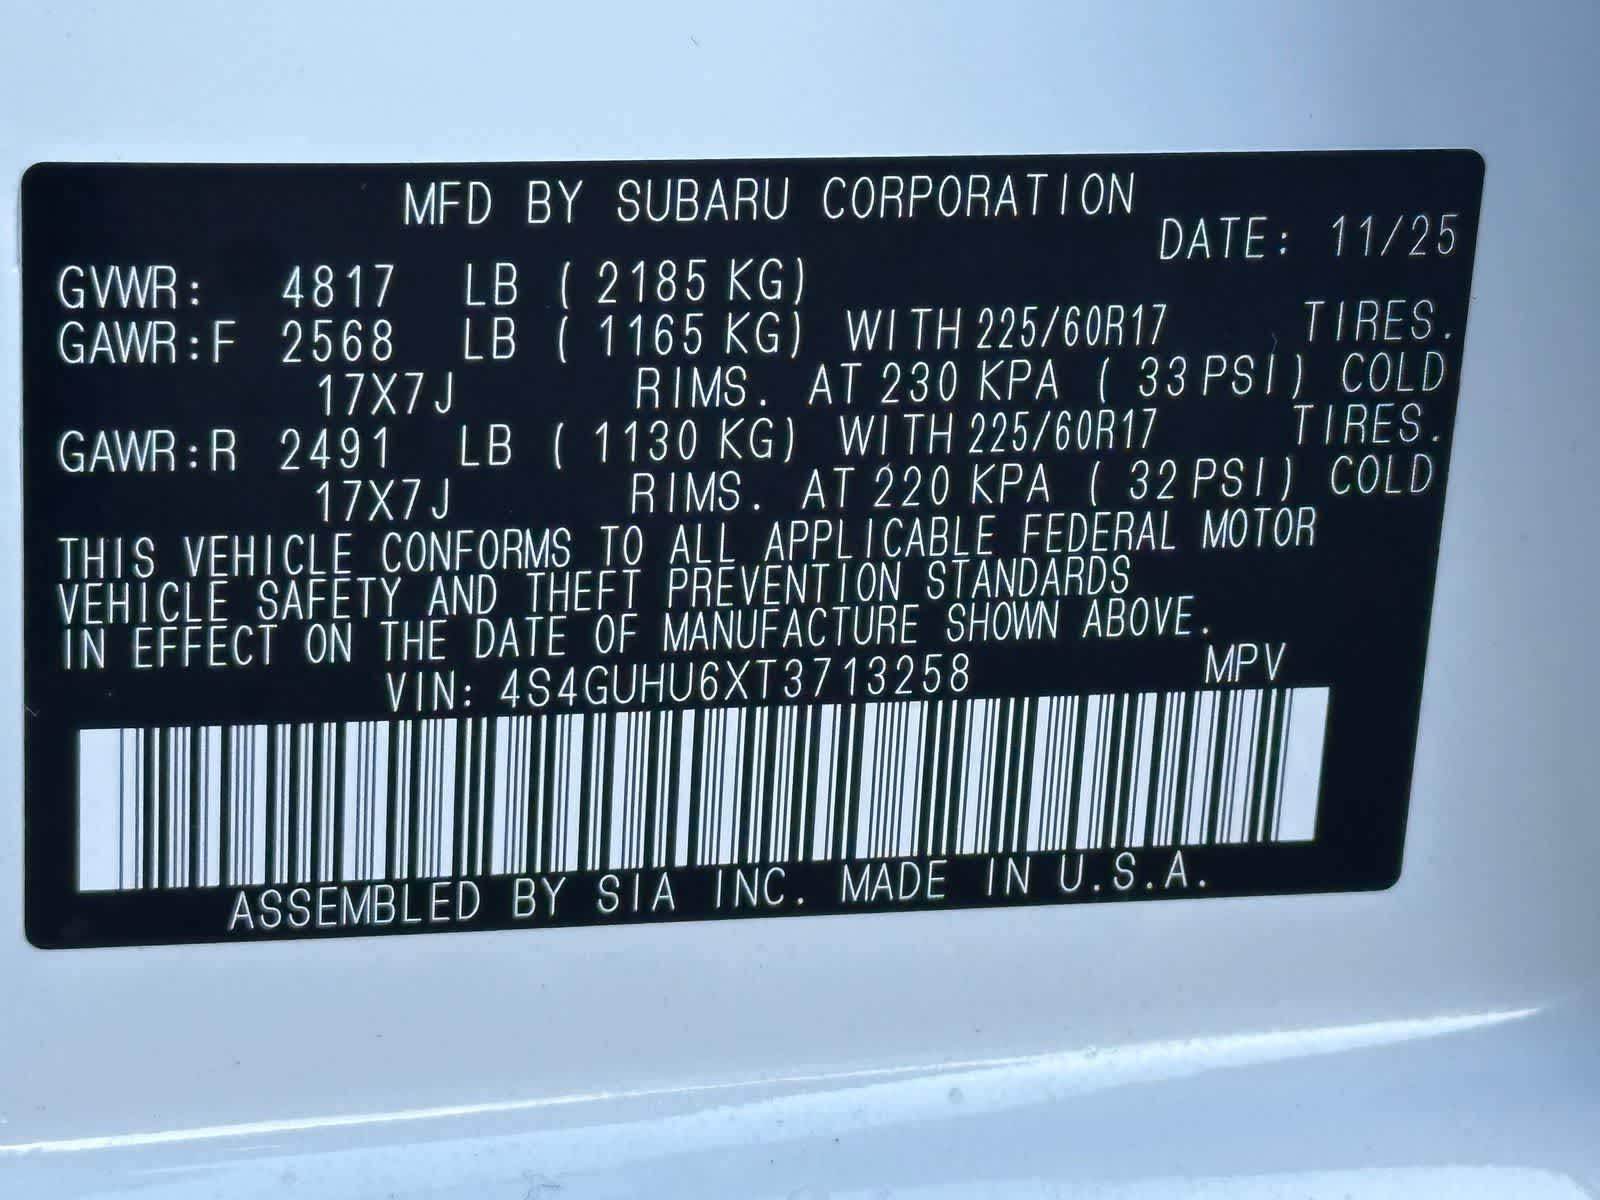 MFD BY SUBARU CORPORATION
DATE: 11/25
GVWR: 4817 LB ( 2185 KG)
GAWR:F 2568 LB ( 1165 KG) WITH 225/60R17 TIRES.
17X7J RIMS. AT 230 KPA ( 33 PSI) COLD
GAWR:R 2491 LB ( 1130 KG) WITH 225/60R17 TIRES.
17X7J RIMS. AT 220 KPA ( 32 PSI) COLD
THIS VEHICLE CONFORMS TO ALL APPLICABLE FEDERAL MOTOR
VEHICLE SAFETY AND THEFT PREVENTION STANDARDS
IN EFFECT ON THE DATE OF MANUFACTURE SHOWN ABOVE.
VIN: 4S4GUHU6XT3713258 MPV
ASSEMBLED BY SIA INC. MADE IN U.S.A.